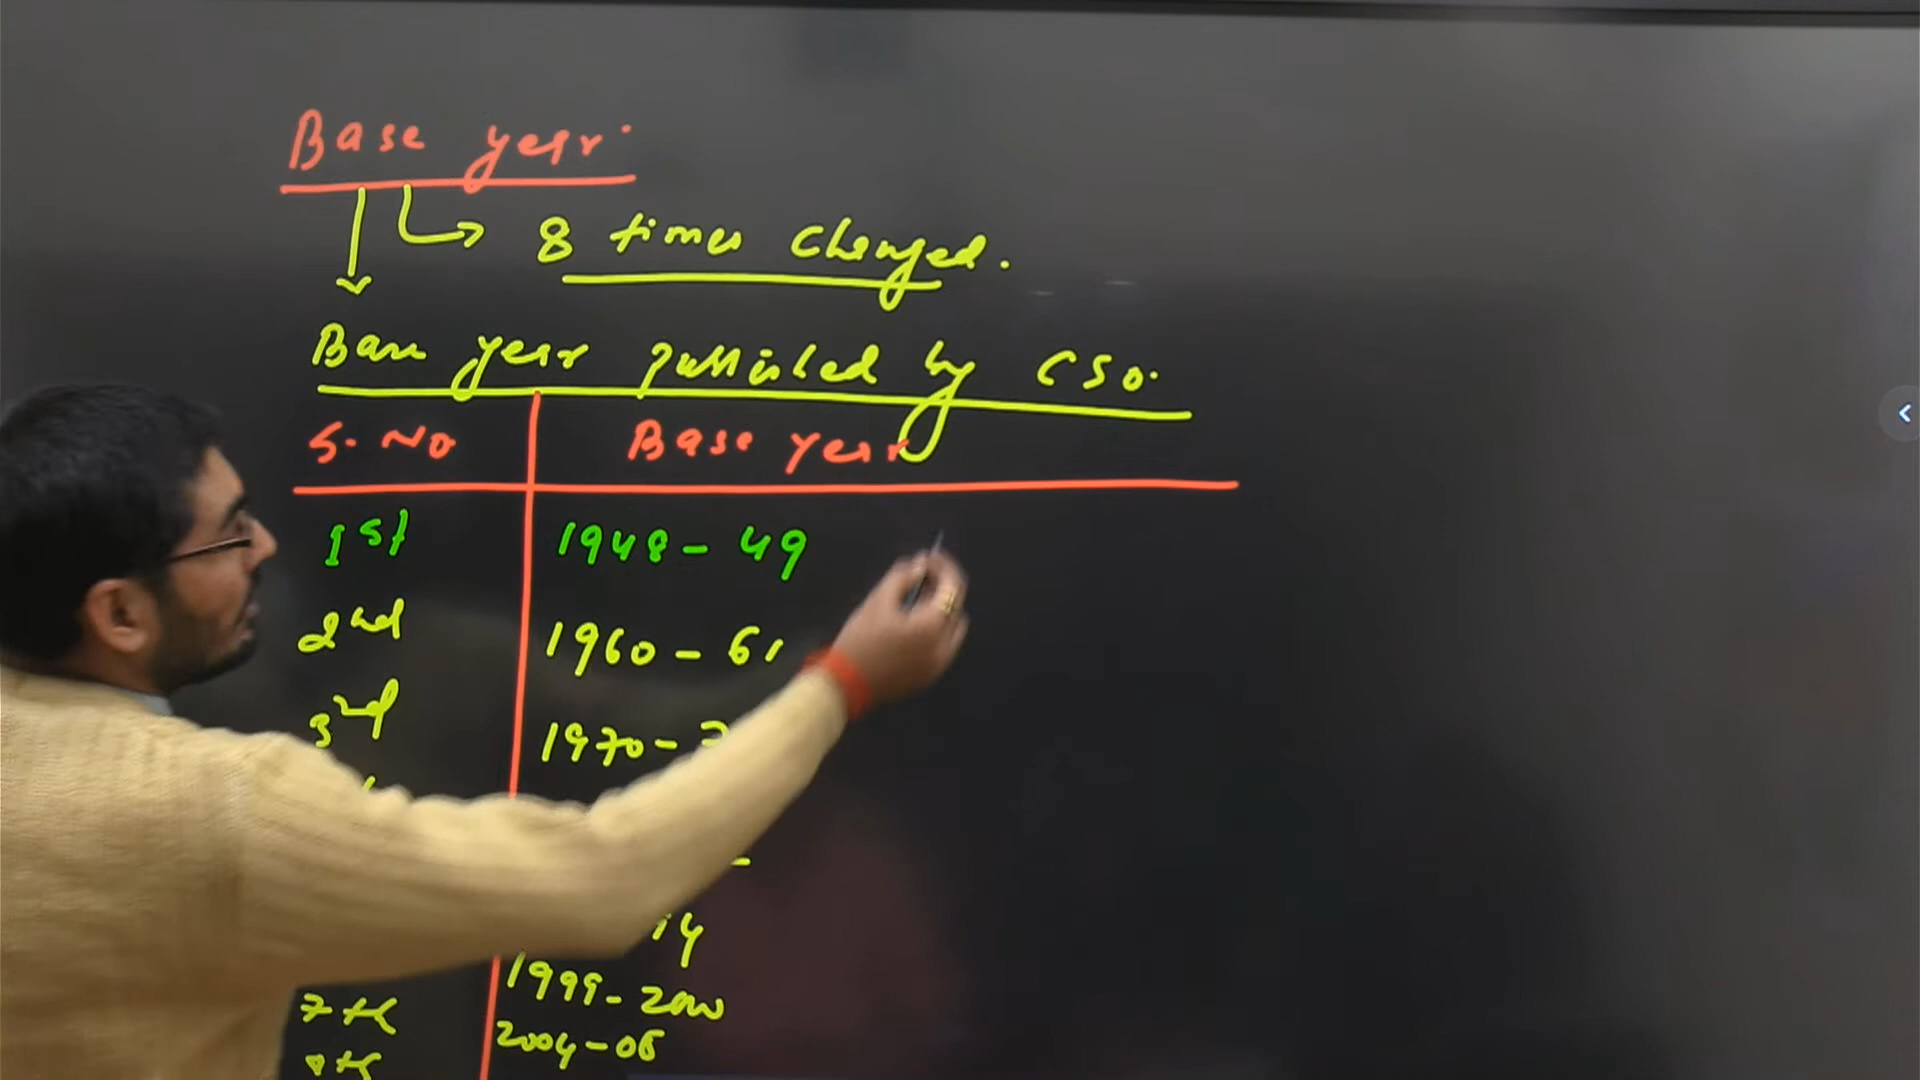 Base year
8 times changed.
Base year published by CSO.
S. No Base year
1st 1948 - 49
2nd 1960 - 61
3rd 1970 -
1999 - 2000
7th 2004 - 05
8th